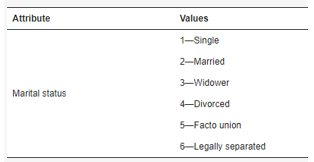 Attribute Values
1—Single
2—Married
3—Widower
Marital status
4—Divorced
5—Facto union
6—Legally separated